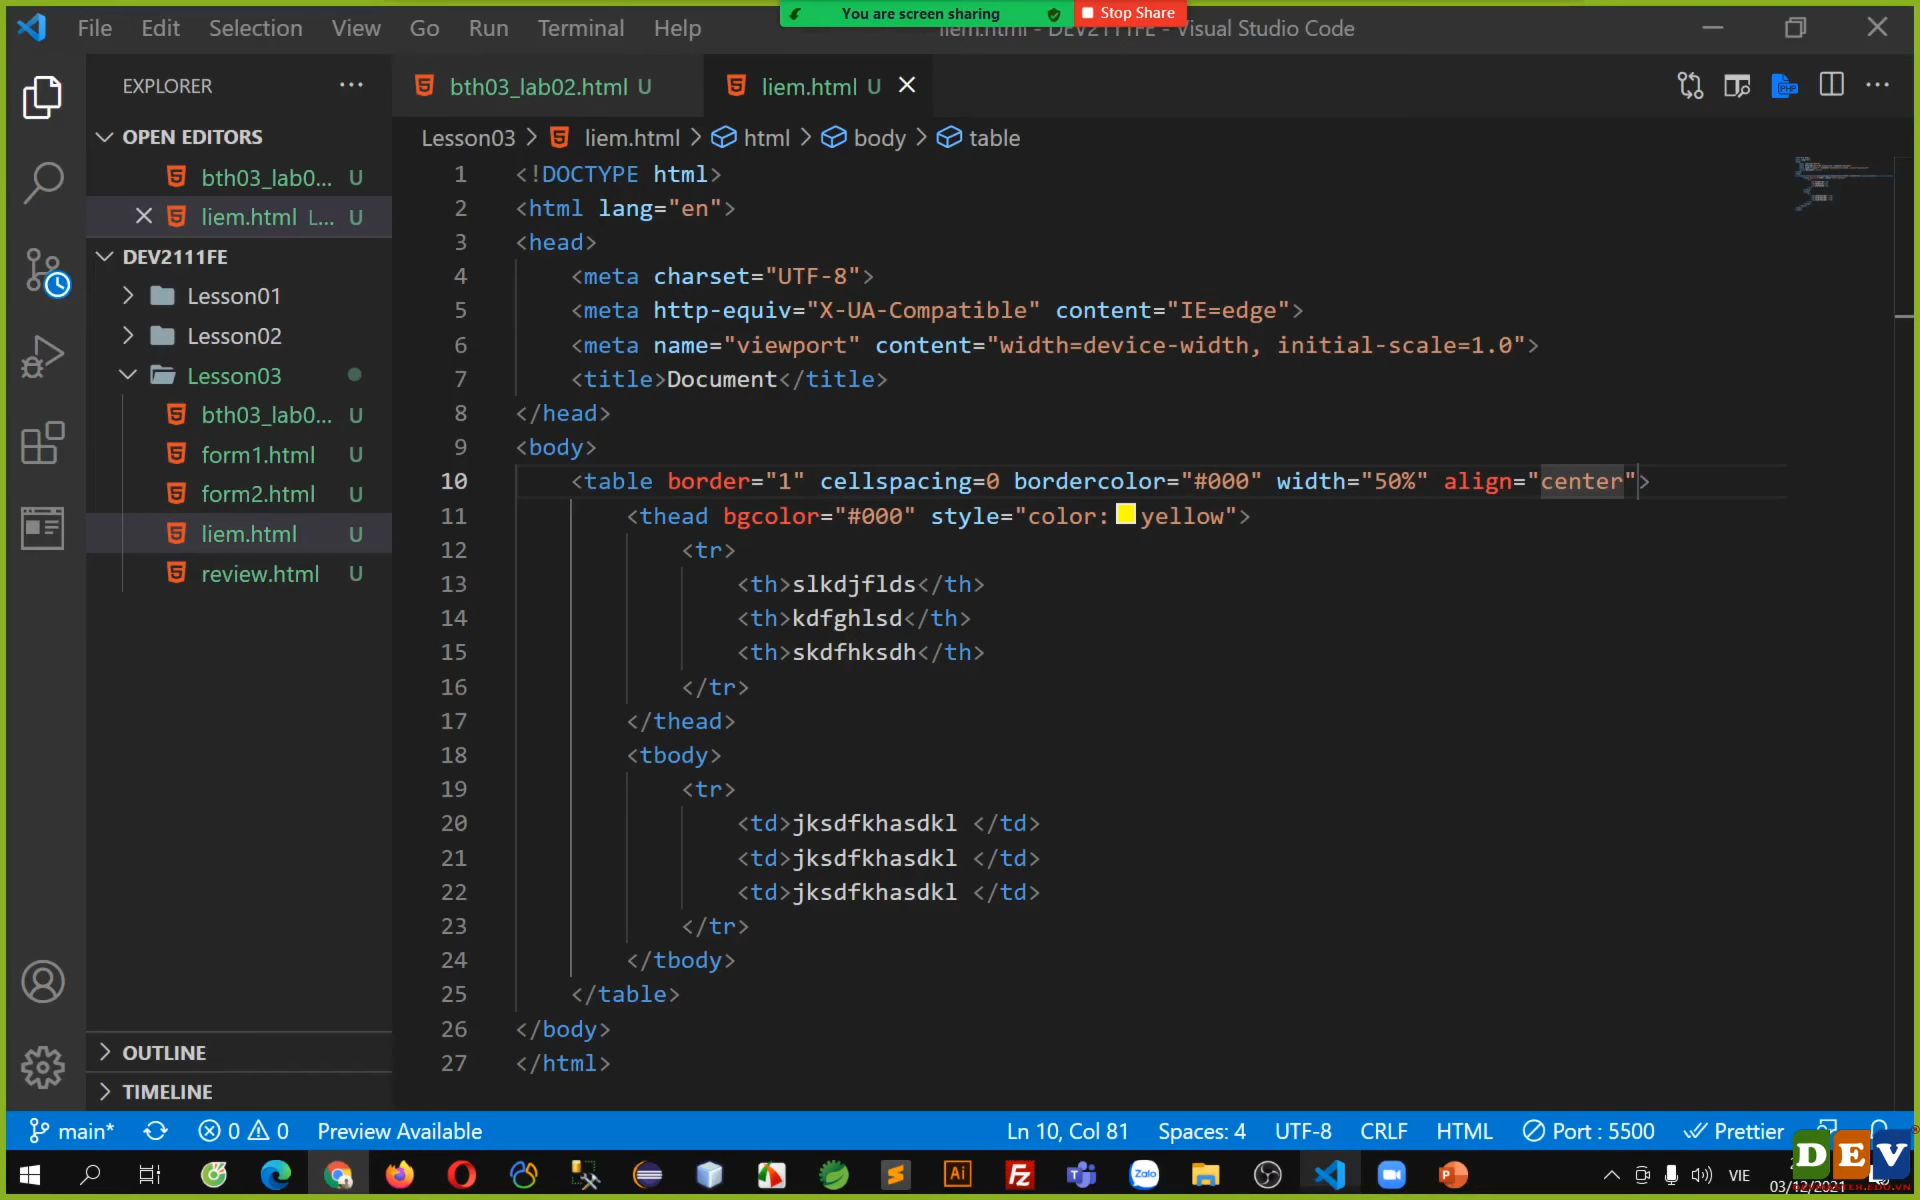 You are screen sharing
Stop Share
File Edit Selection View Go Run Terminal Help
liem.html - DEV2111FE - Visual Studio Code
EXPLORER
bth03_lab02.html U
liem.html U
OPEN EDITORS
Lesson03 > liem.html > html > body > table
bth03_lab0... U
liem.html L... U
DEV2111FE
Lesson01
Lesson02
Lesson03
bth03_lab0... U
form1.html U
form2.html U
liem.html U
review.html U
OUTLINE
TIMELINE
1 <!DOCTYPE html>
2 <html lang="en">
3 <head>
4 <meta charset="UTF-8">
5 <meta http-equiv="X-UA-Compatible" content="IE=edge">
6 <meta name="viewport" content="width=device-width, initial-scale=1.0">
7 <title>Document</title>
8 </head>
9 <body>
10 <table border="1" cellspacing=0 bordercolor="#000" width="50%" align="center">
11 <thead bgcolor="#000" style="color:yellow">
12 <tr>
13 <th>slkdjflds</th>
14 <th>kdfghlsd</th>
15 <th>skdfhksdh</th>
16 </tr>
17 </thead>
18 <tbody>
19 <tr>
20 <td>jksdfkhasdkl </td>
21 <td>jksdfkhasdkl </td>
22 <td>jksdfkhasdkl </td>
23 </tr>
24 </tbody>
25 </table>
26 </body>
27 </html>
main* 0 0 Preview Available
Ln 10, Col 81 Spaces: 4 UTF-8 CRLF HTML Port : 5500 Prettier
Ai Fz Zalo VIE
03/12/2021
DEV